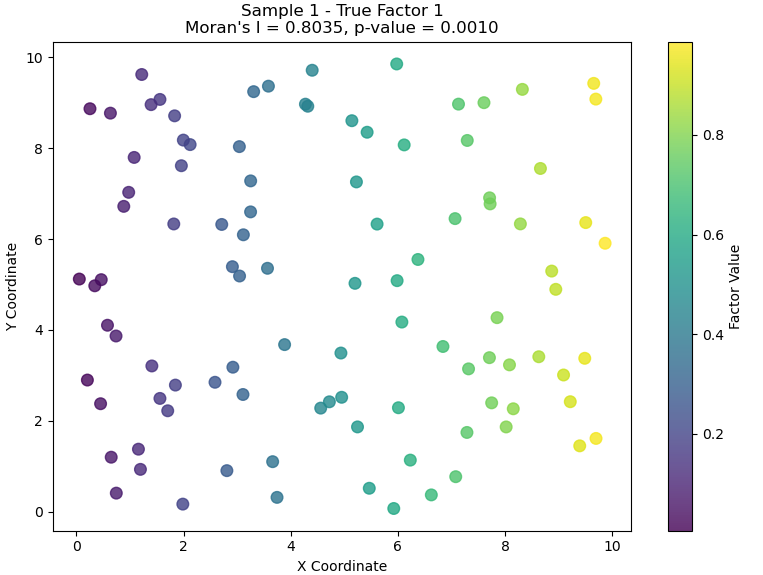 Sample 1 - True Factor 1
Moran's I = 0.8035, p-value = 0.0010
10
8
6
4
2
0
Y Coordinate
0 2 4 6 8 10
X Coordinate
0.8
0.6
0.4
0.2
Factor Value